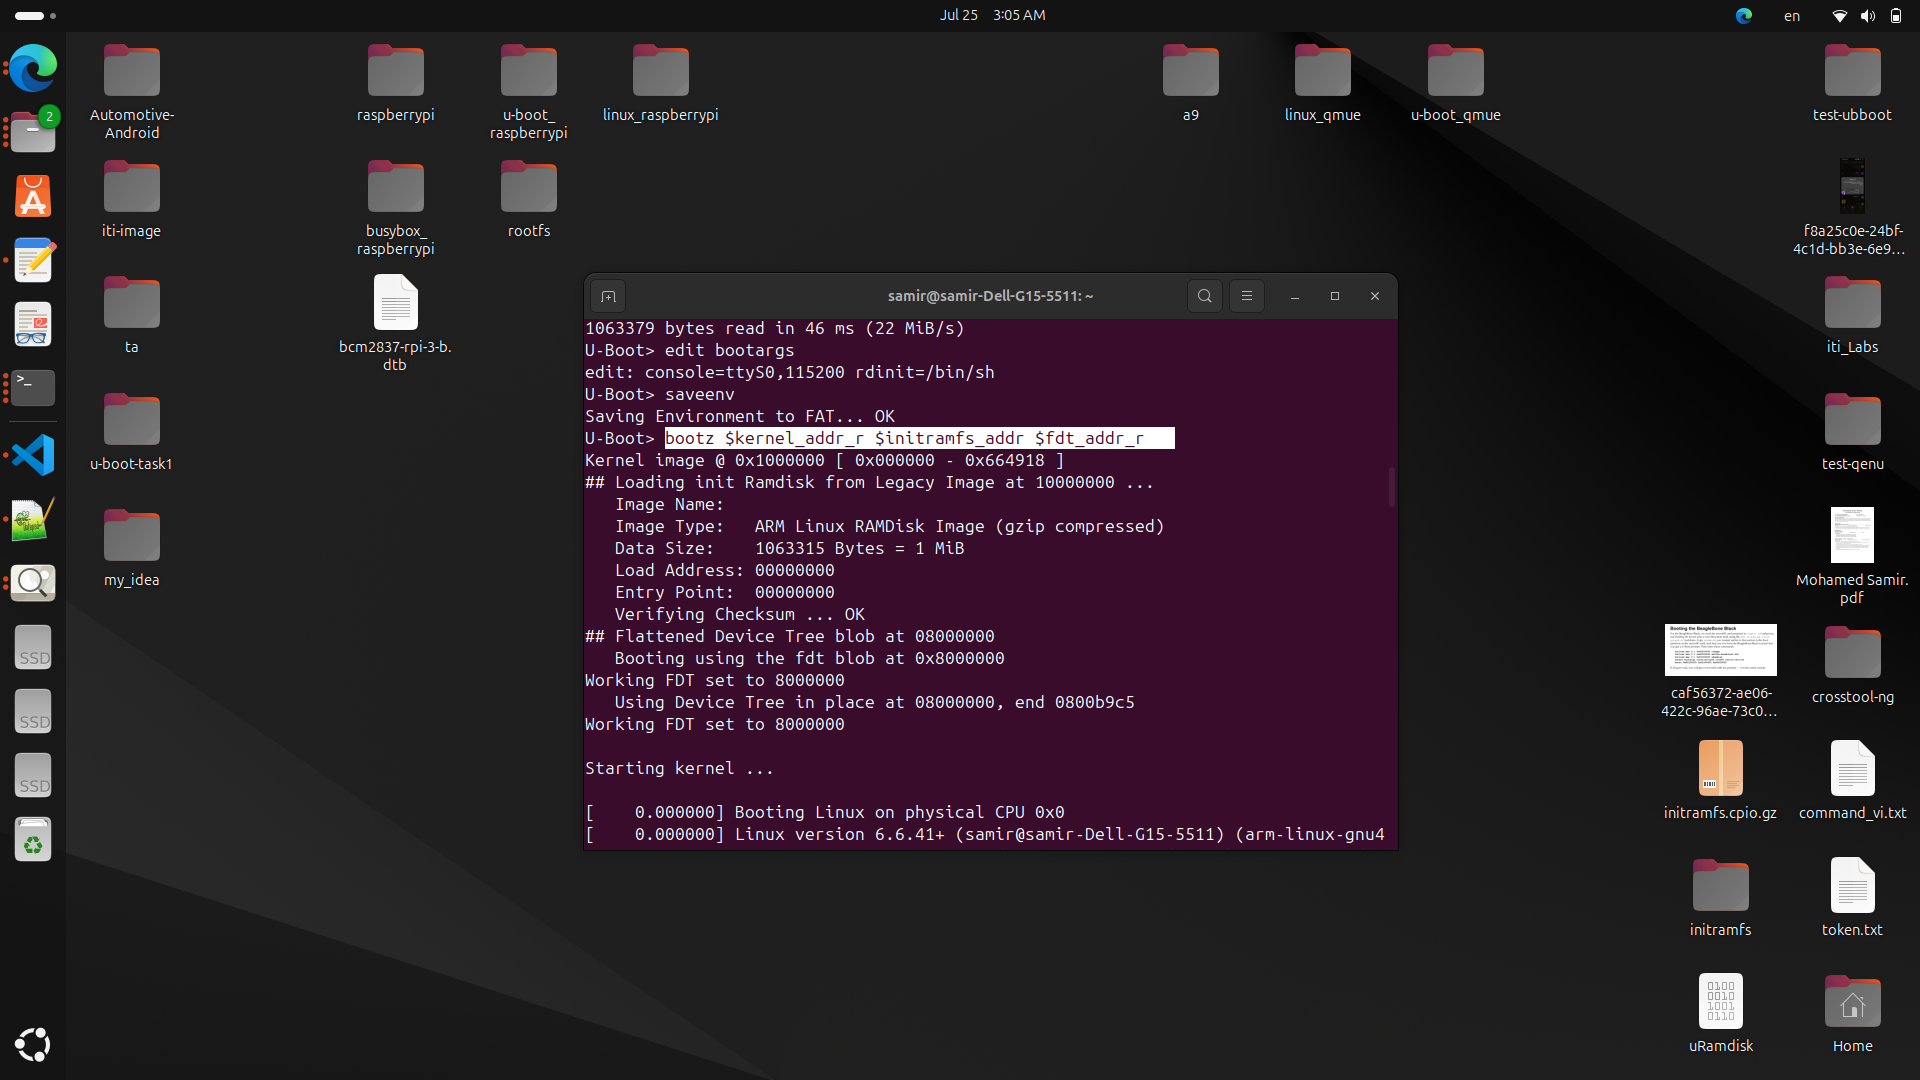 Jul 25 3:05 AM
en
2
Automotive-
Android
raspberrypi
u-boot_
raspberrypi
linux_raspberrypi
a9
linux_qmue
u-boot_qmue
test-ubboot
iti-image
busybox_
raspberrypi
rootfs
f8a25c0e-24bf-
4c1d-bb3e-6e9…
ta
bcm2837-rpi-3-b.
dtb
iti_Labs
u-boot-task1
test-qenu
my_idea
Mohamed Samir.
pdf
Booting the BeagleBone Black
caf56372-ae06-
422c-96ae-73c0…
crosstool-ng
initramfs.cpio.gz
command_vi.txt
initramfs
token.txt
uRamdisk
Home
SSD
SSD
SSD
samir@samir-Dell-G15-5511: ~
1063379 bytes read in 46 ms (22 MiB/s)
U-Boot> edit bootargs
edit: console=ttyS0,115200 rdinit=/bin/sh
U-Boot> saveenv
Saving Environment to FAT... OK
U-Boot> bootz $kernel_addr_r $initramfs_addr $fdt_addr_r
Kernel image @ 0x1000000 [ 0x000000 - 0x664918 ]
## Loading init Ramdisk from Legacy Image at 10000000 ...
   Image Name:
   Image Type:   ARM Linux RAMDisk Image (gzip compressed)
   Data Size:    1063315 Bytes = 1 MiB
   Load Address: 00000000
   Entry Point:  00000000
   Verifying Checksum ... OK
## Flattened Device Tree blob at 08000000
   Booting using the fdt blob at 0x8000000
Working FDT set to 8000000
   Using Device Tree in place at 08000000, end 0800b9c5
Working FDT set to 8000000
Starting kernel ...
[    0.000000] Booting Linux on physical CPU 0x0
[    0.000000] Linux version 6.6.41+ (samir@samir-Dell-G15-5511) (arm-linux-gnu4